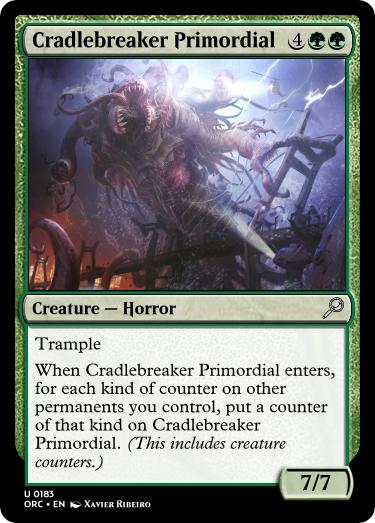 Cradlebreaker Primordial 4
Creature — Horror
Trample
When Cradlebreaker Primordial enters,
for each kind of counter on other
permanents you control, put a counter
of that kind on Cradlebreaker
Primordial. (This includes creature
counters.)
7/7
U 0183
ORC • EN Xavier Ribeiro